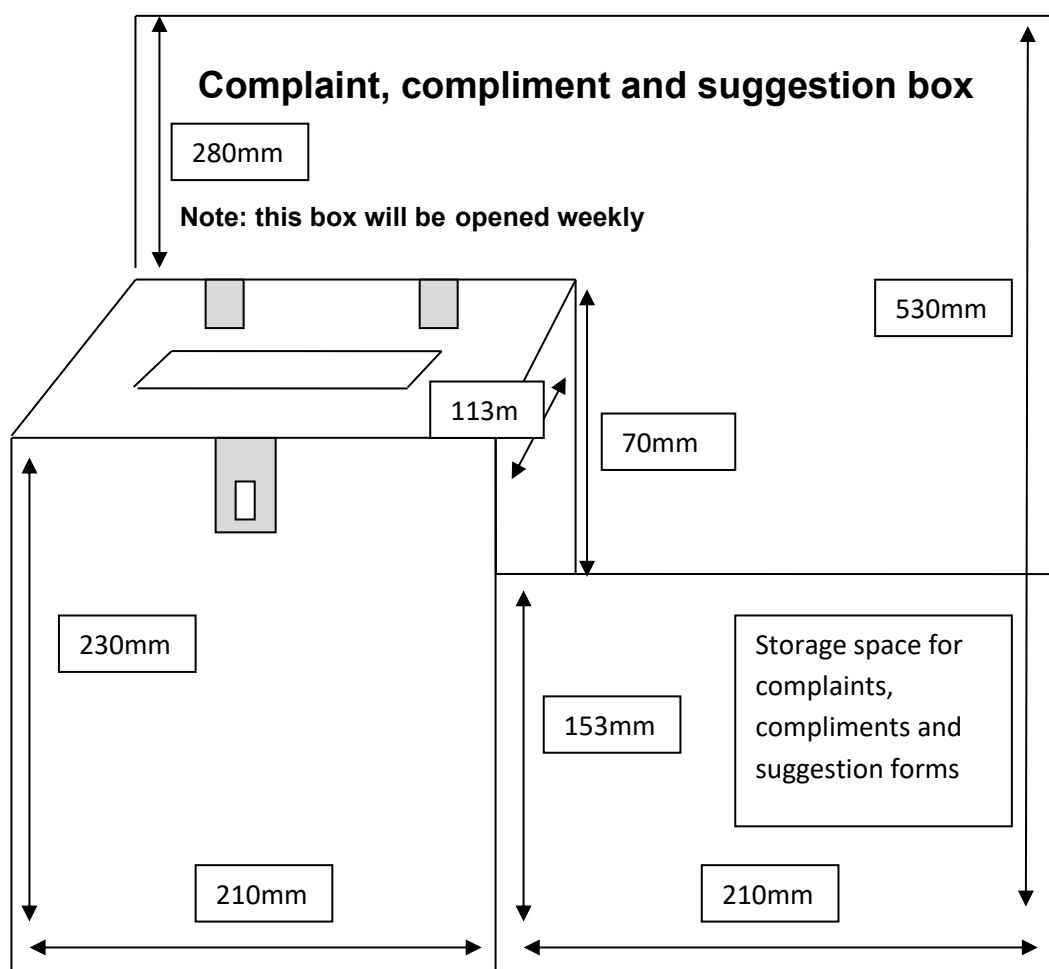 Complaint, compliment and suggestion box
280mm
Note: this box will be opened weekly
530mm
113m
70mm
230mm
153mm
Storage space for
complaints,
compliments and
suggestion forms
210mm
210mm